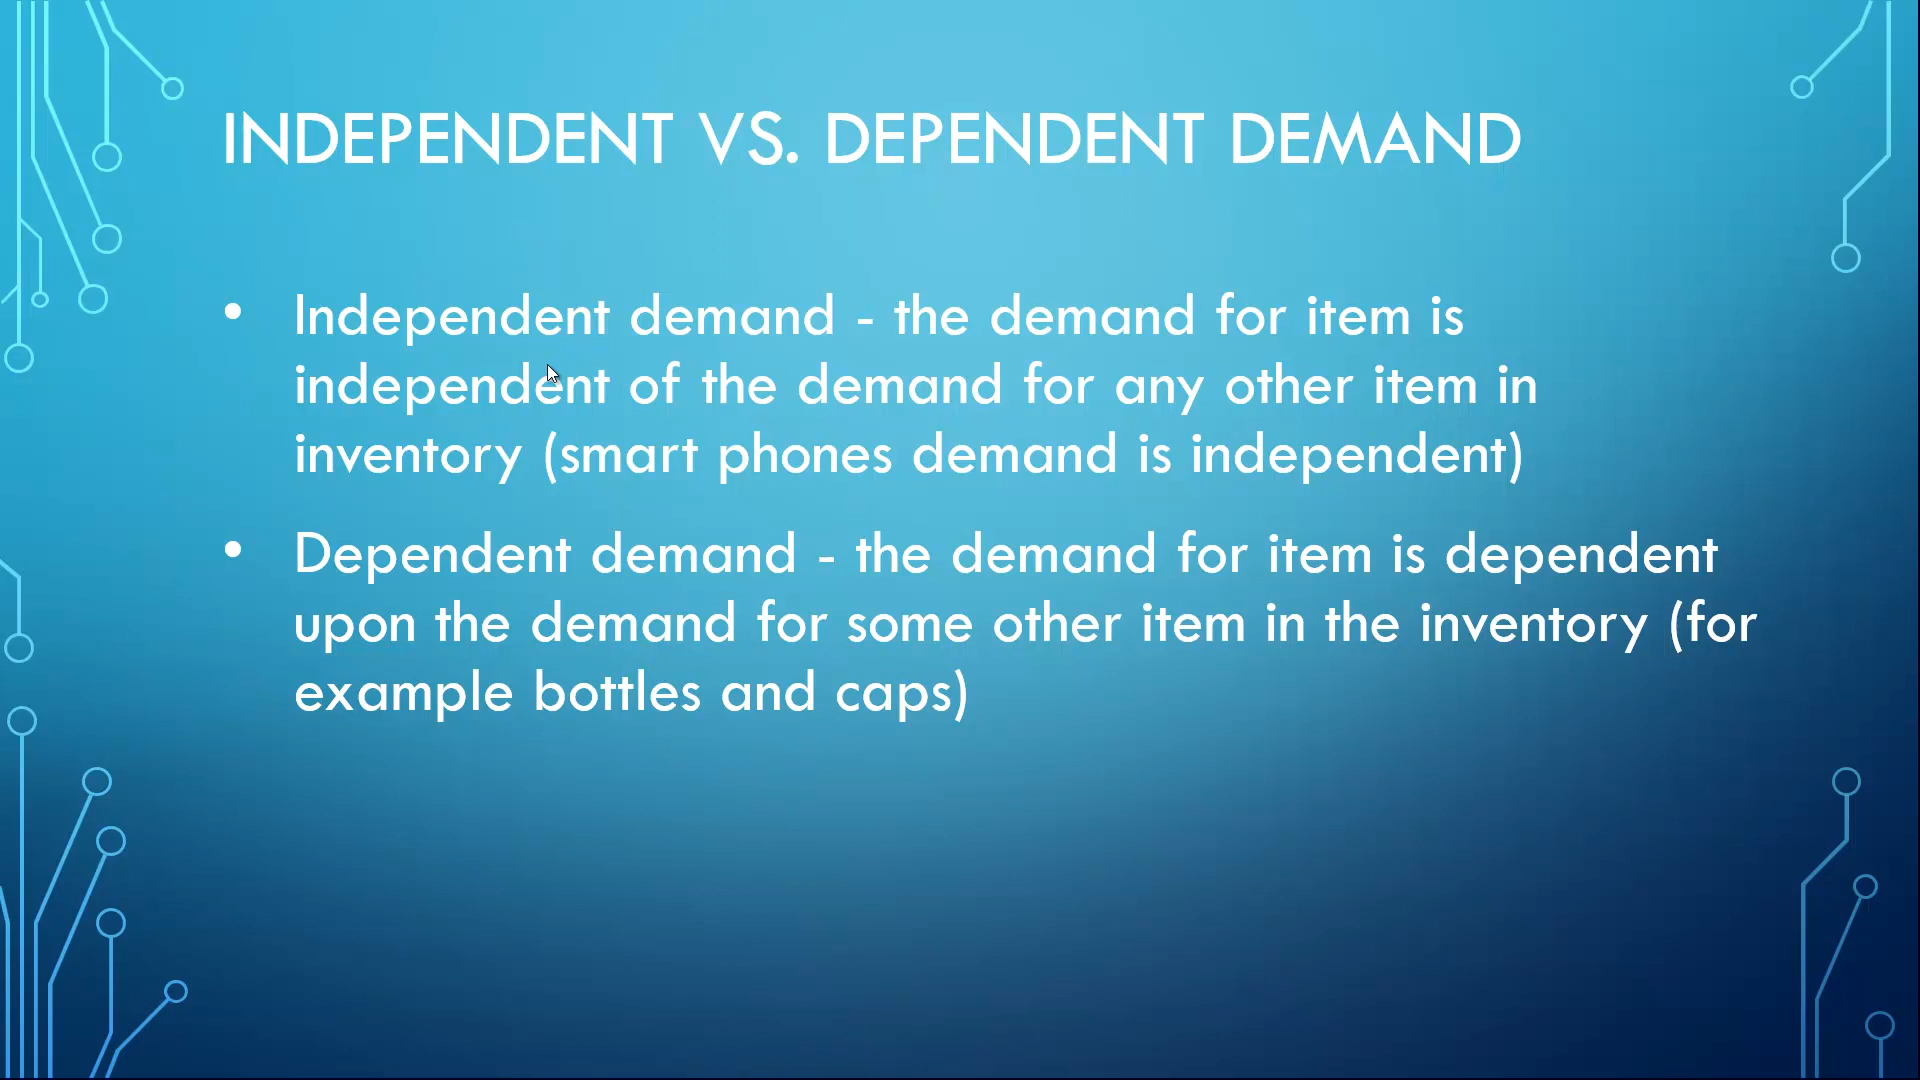 INDEPENDENT VS. DEPENDENT DEMAND
• Independent demand - the demand for item is
independent of the demand for any other item in
inventory (smart phones demand is independent)
• Dependent demand - the demand for item is dependent
upon the demand for some other item in the inventory (for
example bottles and caps)